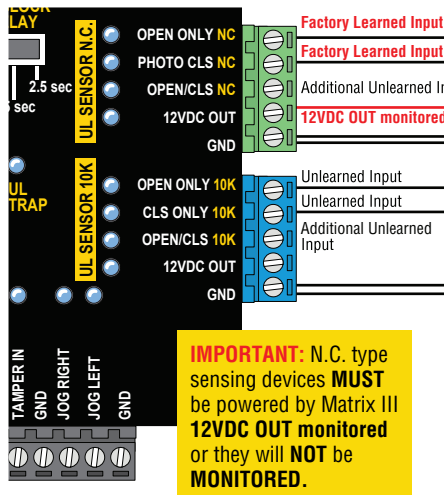 LAY
2.5 sec
sec
UL SENSOR N.C.
OPEN ONLY NC
PHOTO CLS NC
OPEN/CLS NC
12VDC OUT
GND
Factory Learned Input
Factory Learned Input
Additional Unlearned In
12VDC OUT monitored
UL
TRAP
UL SENSOR 10K
OPEN ONLY 10K
CLS ONLY 10K
OPEN/CLS 10K
12VDC OUT
GND
Unlearned Input
Unlearned Input
Additional Unlearned
Input
TAMPER IN
GND
JOG RIGHT
JOG LEFT
GND
IMPORTANT: N.C. type
sensing devices MUST
be powered by Matrix III
12VDC OUT monitored
or they will NOT be
MONITORED.